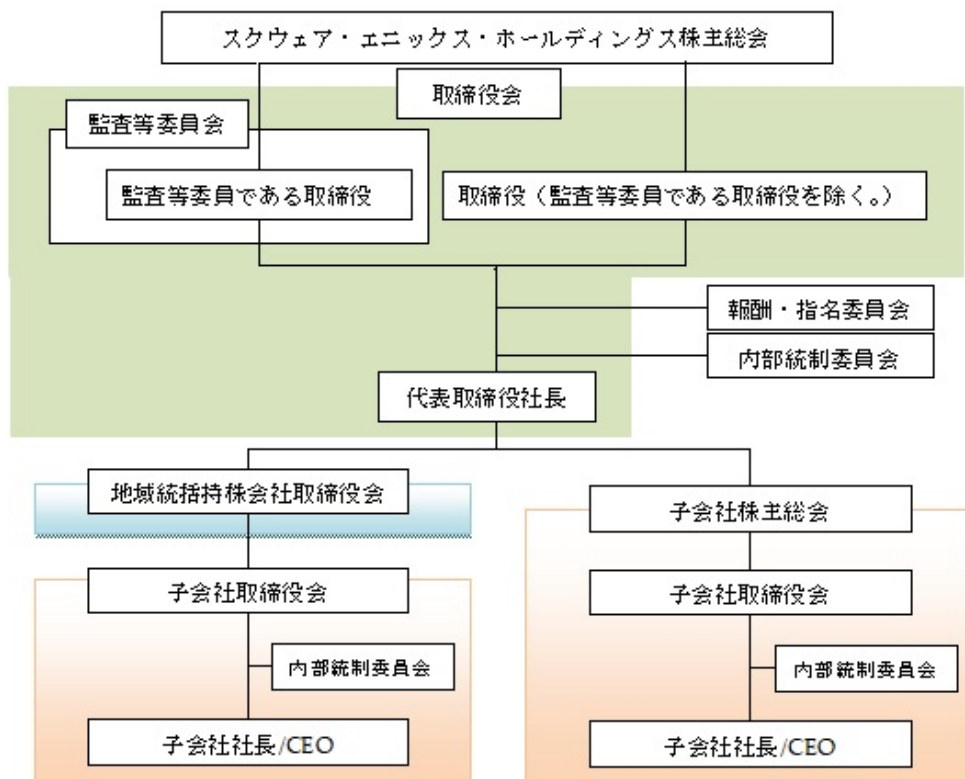 スクウェア・エニックス・ホールディングス株主総会
取締役会
監査等委員会
監査等委員である取締役
取締役（監査等委員である取締役を除く。）
報酬・指名委員会
内部統制委員会
代表取締役社長
地域統括持株会社取締役会
子会社株主総会
子会社取締役会
子会社取締役会
内部統制委員会
内部統制委員会
子会社社長/CEO
子会社社長/CEO